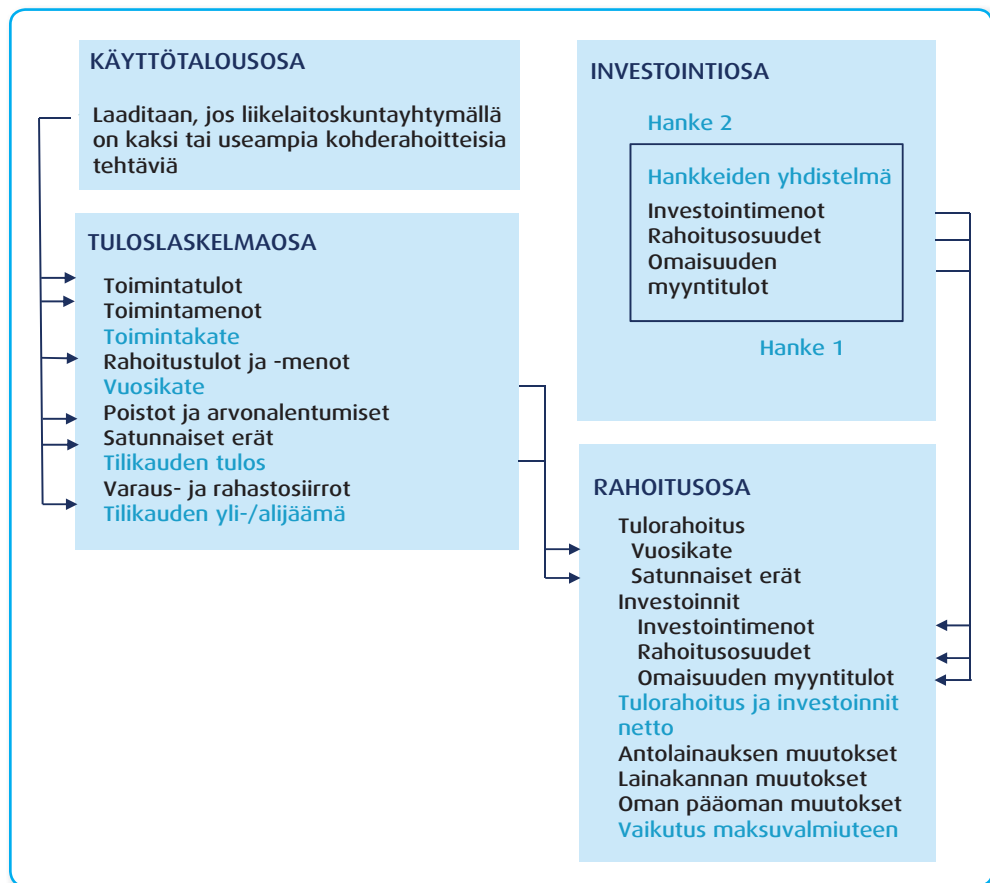 KÄYTTÖTALOUSOSA
Laaditaan, jos liikelaitoskuntayhtymällä
on kaksi tai useampia kohderahoitteisia
tehtäviä
TULOSLASKELMAOSA
Toimintatulot
Toimintamenot
Toimintakate
Rahoitustulot ja -menot
Vuosikate
Poistot ja arvonalentumiset
Satunnaiset erät
Tilikauden tulos
Varaus- ja rahastosiirrot
Tilikauden yli-/alijäämä
INVESTOINTIOSA
Hanke 2
Hankkeiden yhdistelmä
Investointimenot
Rahoitusosuudet
Omaisuuden
myyntitulot
Hanke 1
RAHOITUSOSA
Tulorahoitus
Vuosikate
Satunnaiset erät
Investoinnit
Investointimenot
Rahoitusosuudet
Omaisuuden myyntitulot
Tulorahoitus ja investoinnit
netto
Antolainauksen muutokset
Lainakannan muutokset
Oman pääoman muutokset
Vaikutus maksuvalmiuteen